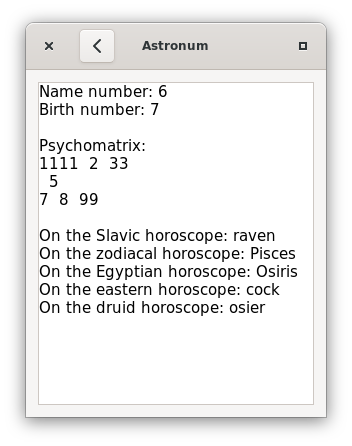 Astronum
Name number: 6
Birth number: 7
Psychomatrix:
1111  2  33
  5
7  8  99
On the Slavic horoscope: raven
On the zodiacal horoscope: Pisces
On the Egyptian horoscope: Osiris
On the eastern horoscope: cock
On the druid horoscope: osier